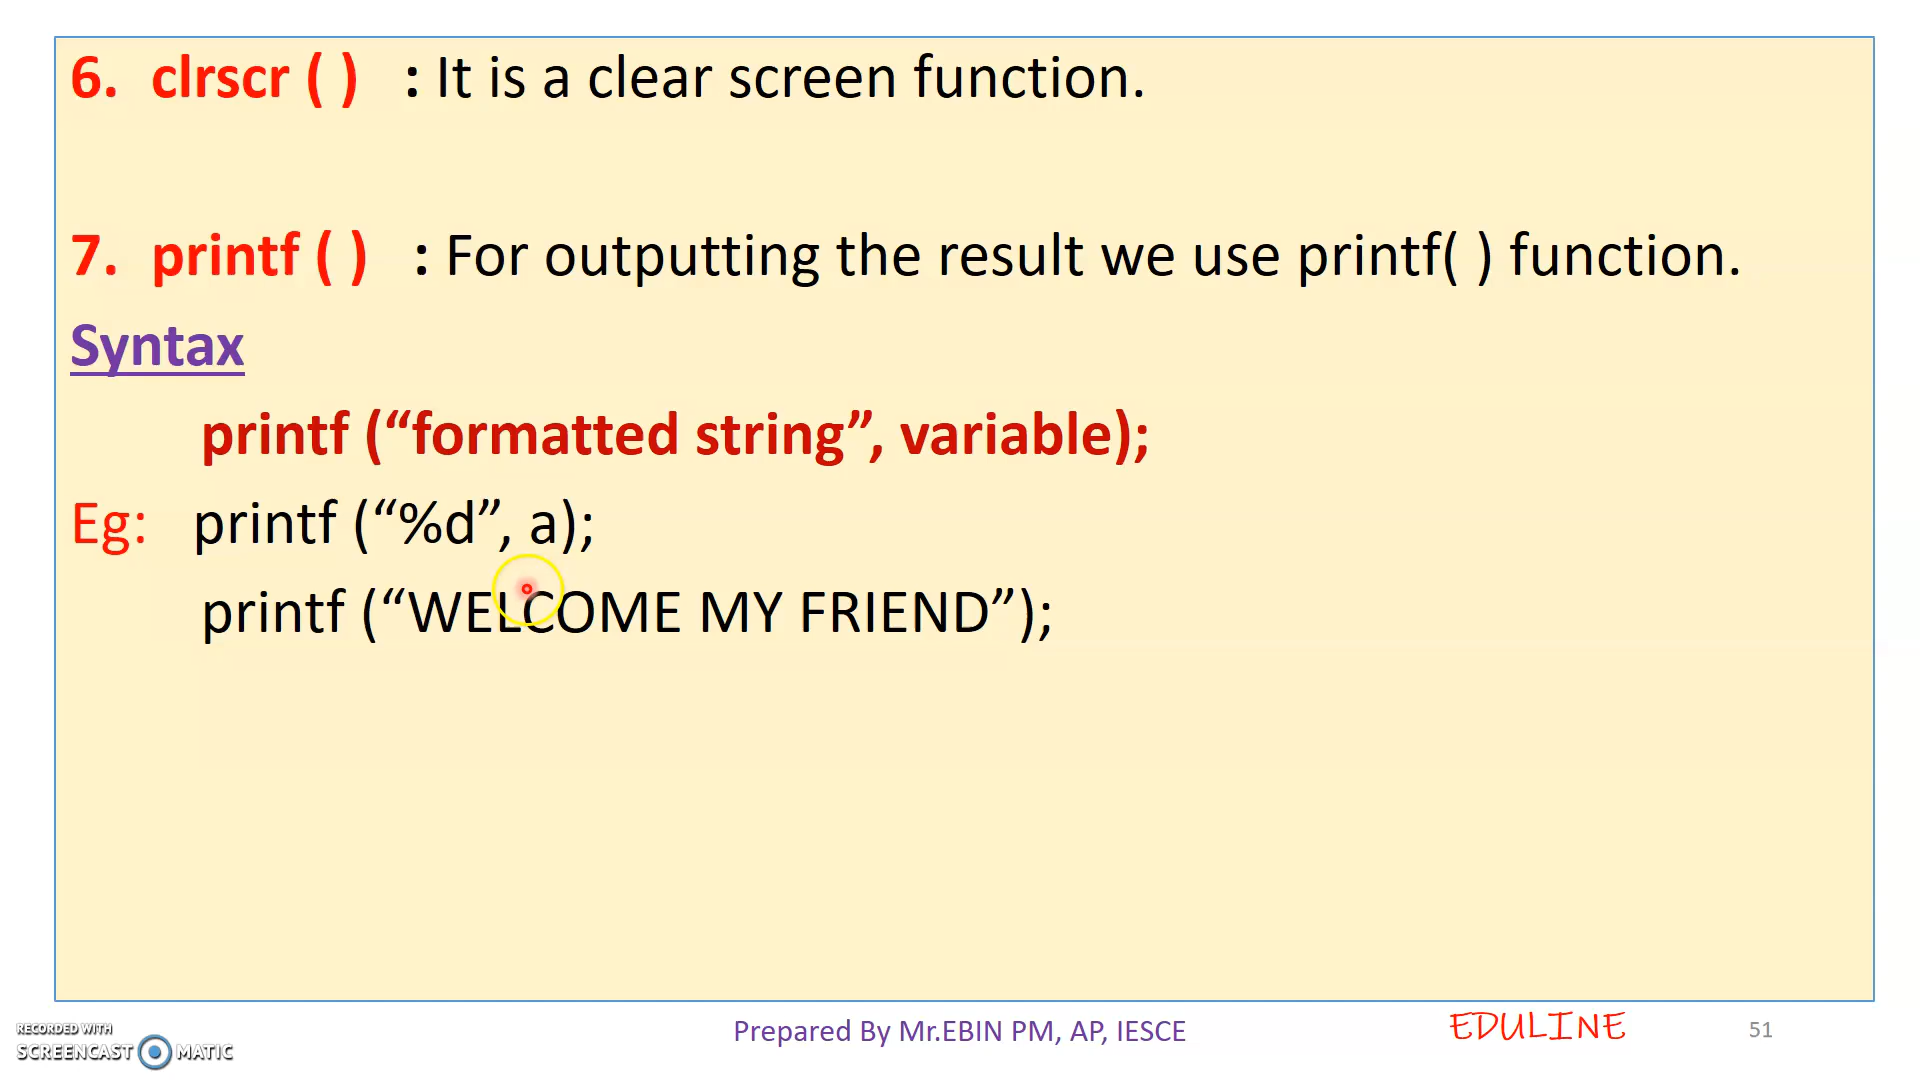 6. clrscr ( ) : It is a clear screen function.
7. printf ( ) : For outputting the result we use printf( ) function.
Syntax
printf (“formatted string”, variable);
Eg: printf (“%d”, a);
printf (“WELCOME MY FRIEND”);
Prepared By Mr.EBIN PM, AP, IESCE
EDULINE
51
RECORDED WITH
SCREENCAST MATIC